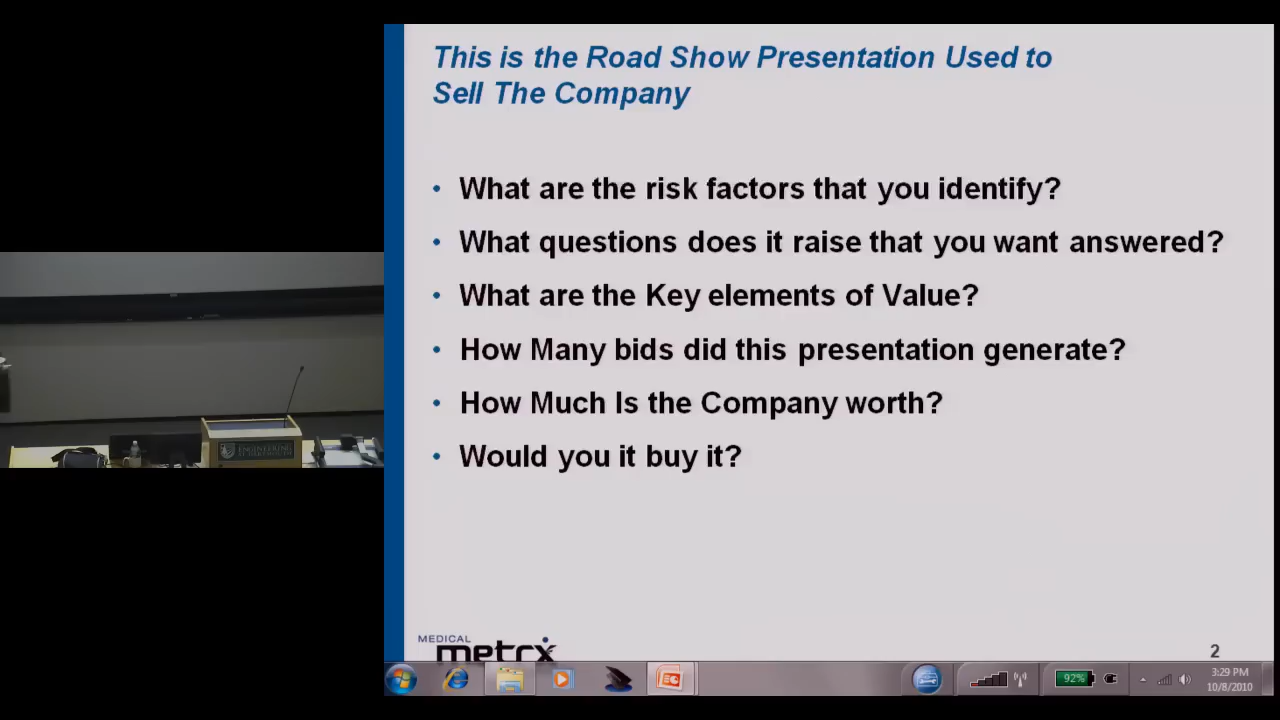 This is the Road Show Presentation Used to
Sell The Company
• What are the risk factors that you identify?
• What questions does it raise that you want answered?
• What are the Key elements of Value?
• How Many bids did this presentation generate?
• How Much Is the Company worth?
• Would you it buy it?
MEDICAL
metrx
2
92%
3:29 PM
10/8/2010
ENGINEERING